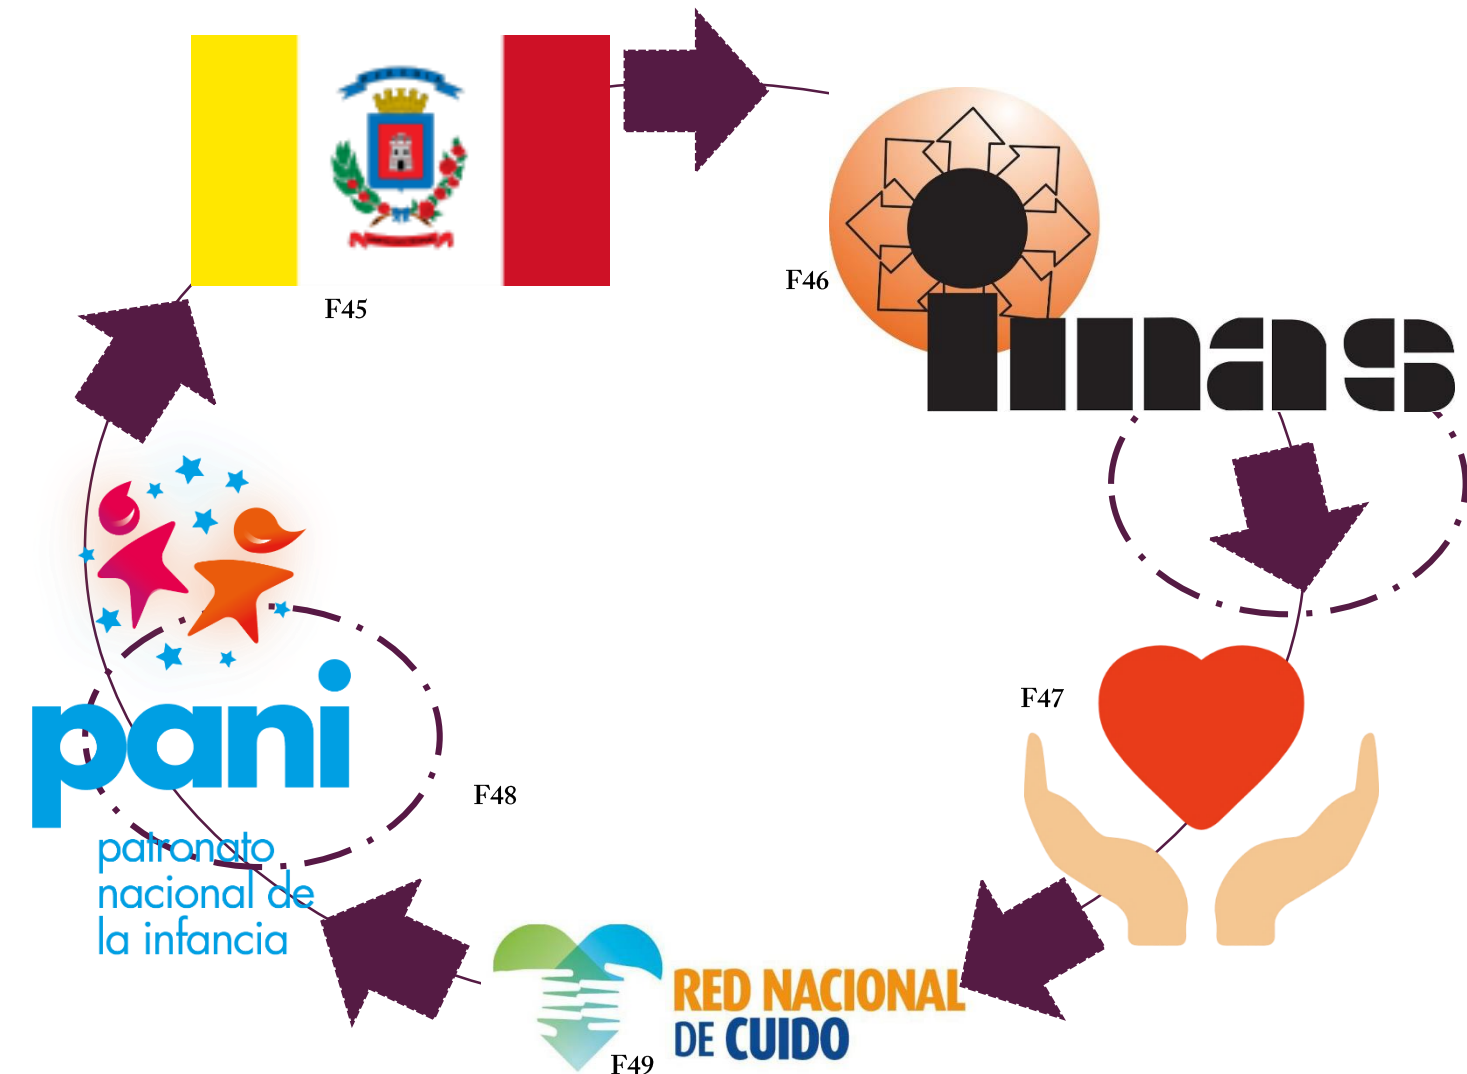 F45
F46
imas
F47
pani
patronato
nacional de
la infancia
F48
RED NACIONAL
DE CUIDO
F49